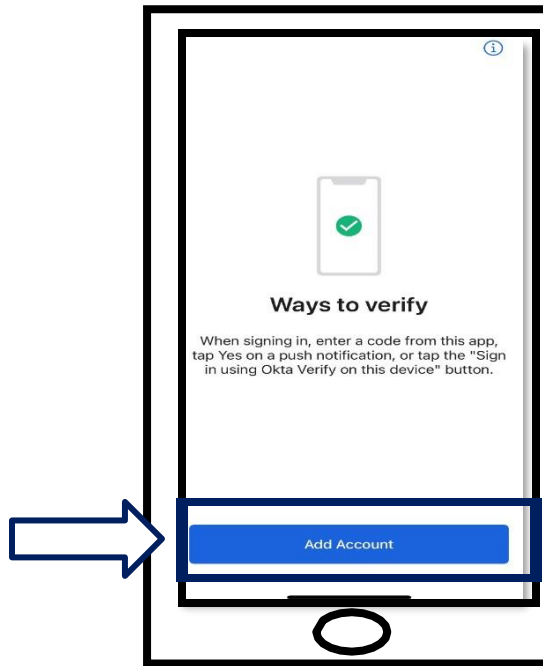 Ways to verify
When signing in, enter a code from this app,
tap Yes on a push notification, or tap the "Sign
in using Okta Verify on this device" button.
Add Account